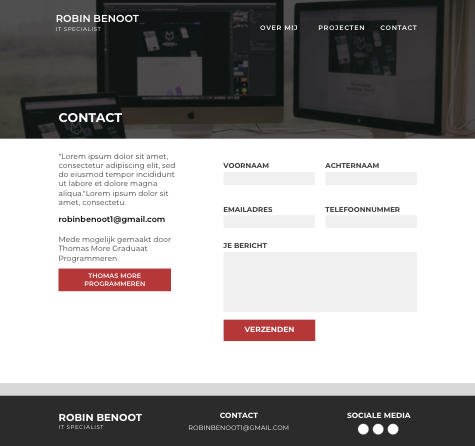 ROBIN BENOOT
IT SPECIALIST
OVER MIJ PROJECTEN CONTACT
CONTACT
"Lorem ipsum dolor sit amet,
consectetur adipiscing elit, sed
do eiusmod tempor incididunt
ut labore et dolore magna
aliqua."Lorem ipsum dolor sit
amet, consectetu.
robinbenoot1@gmail.com
Mede mogelijk gemaakt door
Thomas More Graduaat
Programmeren.
THOMAS MORE
PROGRAMMEREN
VOORNAAM ACHTERNAAM
EMAILADRES TELEFOONNUMMER
JE BERICHT
VERZENDEN
ROBIN BENOOT
IT SPECIALIST
CONTACT
ROBINBENOOT1@GMAIL.COM
SOCIALE MEDIA